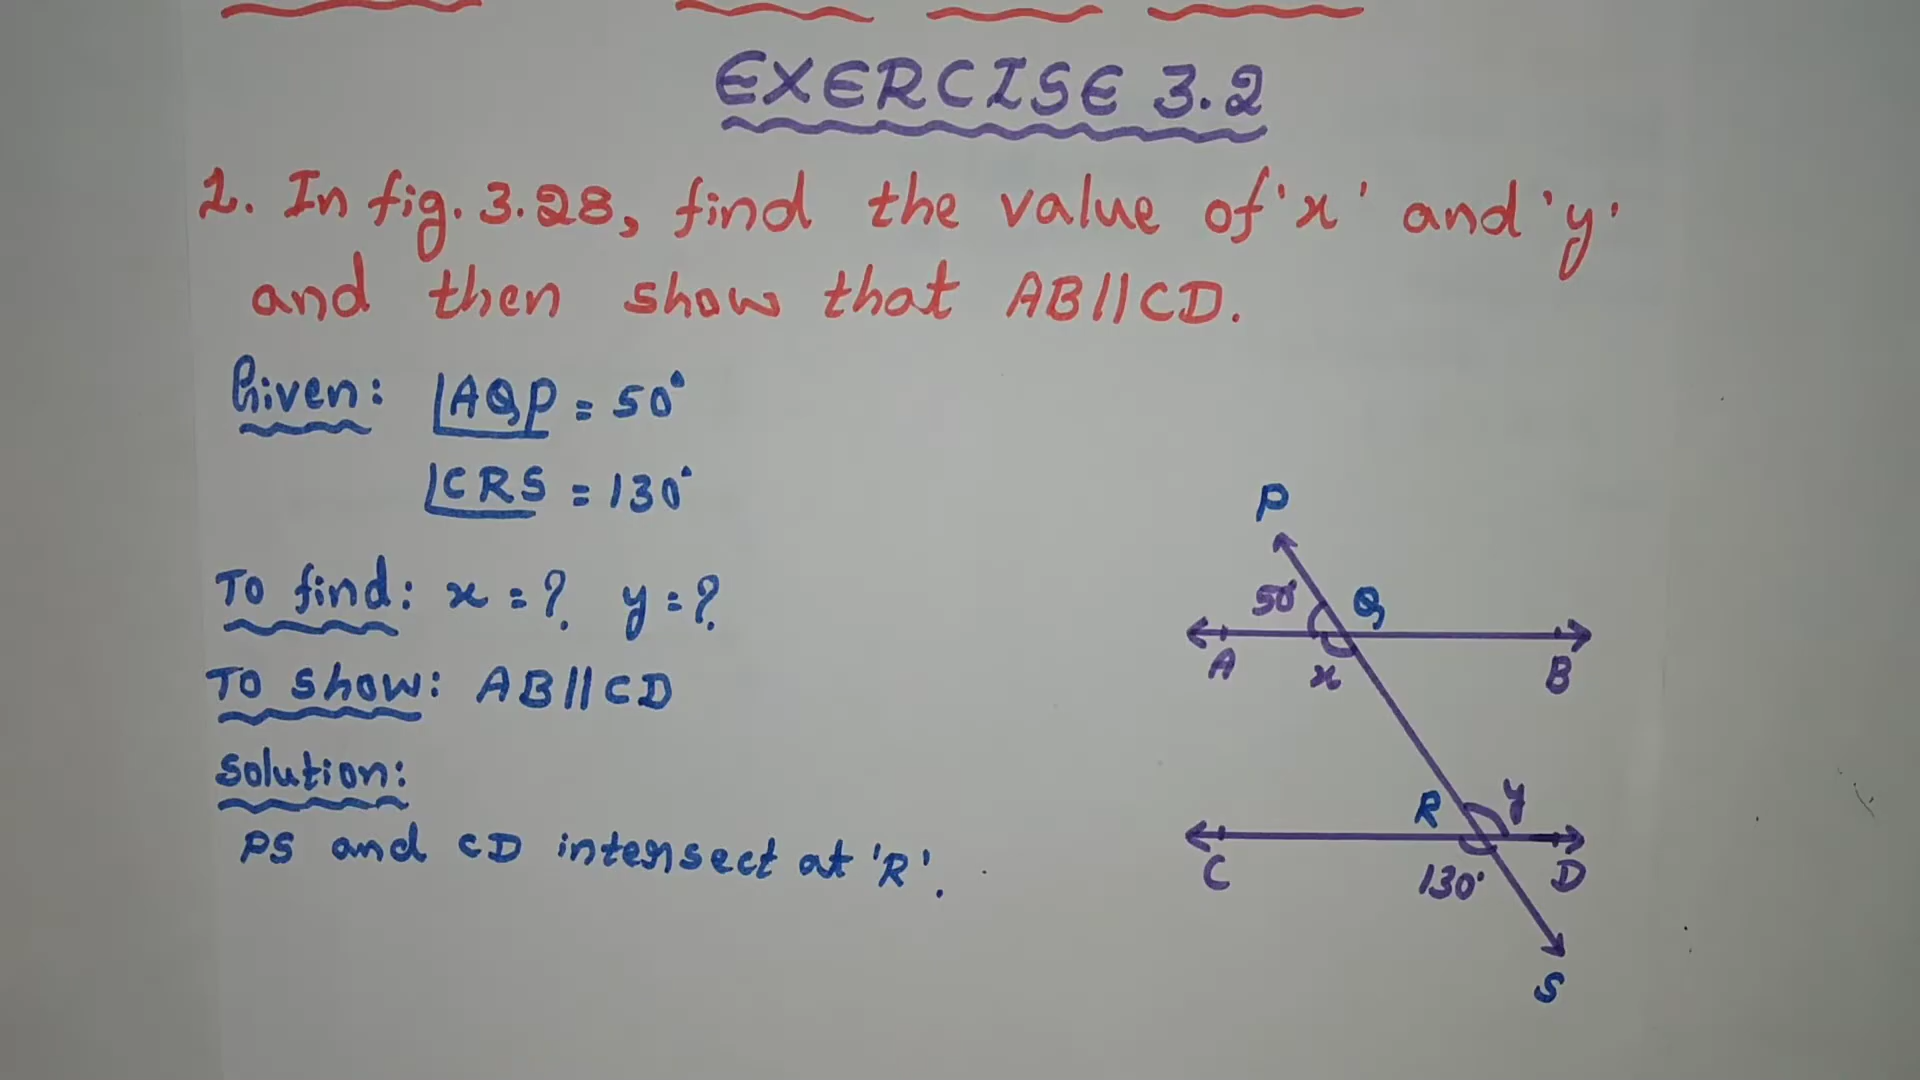 EXERCISE 3.2
1. In fig. 3.28, find the value of 'x' and 'y'
and then show that AB//CD.
Given: ∠AQP = 50°
∠CRS = 130°
To find: x = ? y = ?
To show: AB//CD
Solution:
PS and CD intersect at 'R'.
P
50° Q
A x B
R y
C 130° D
S